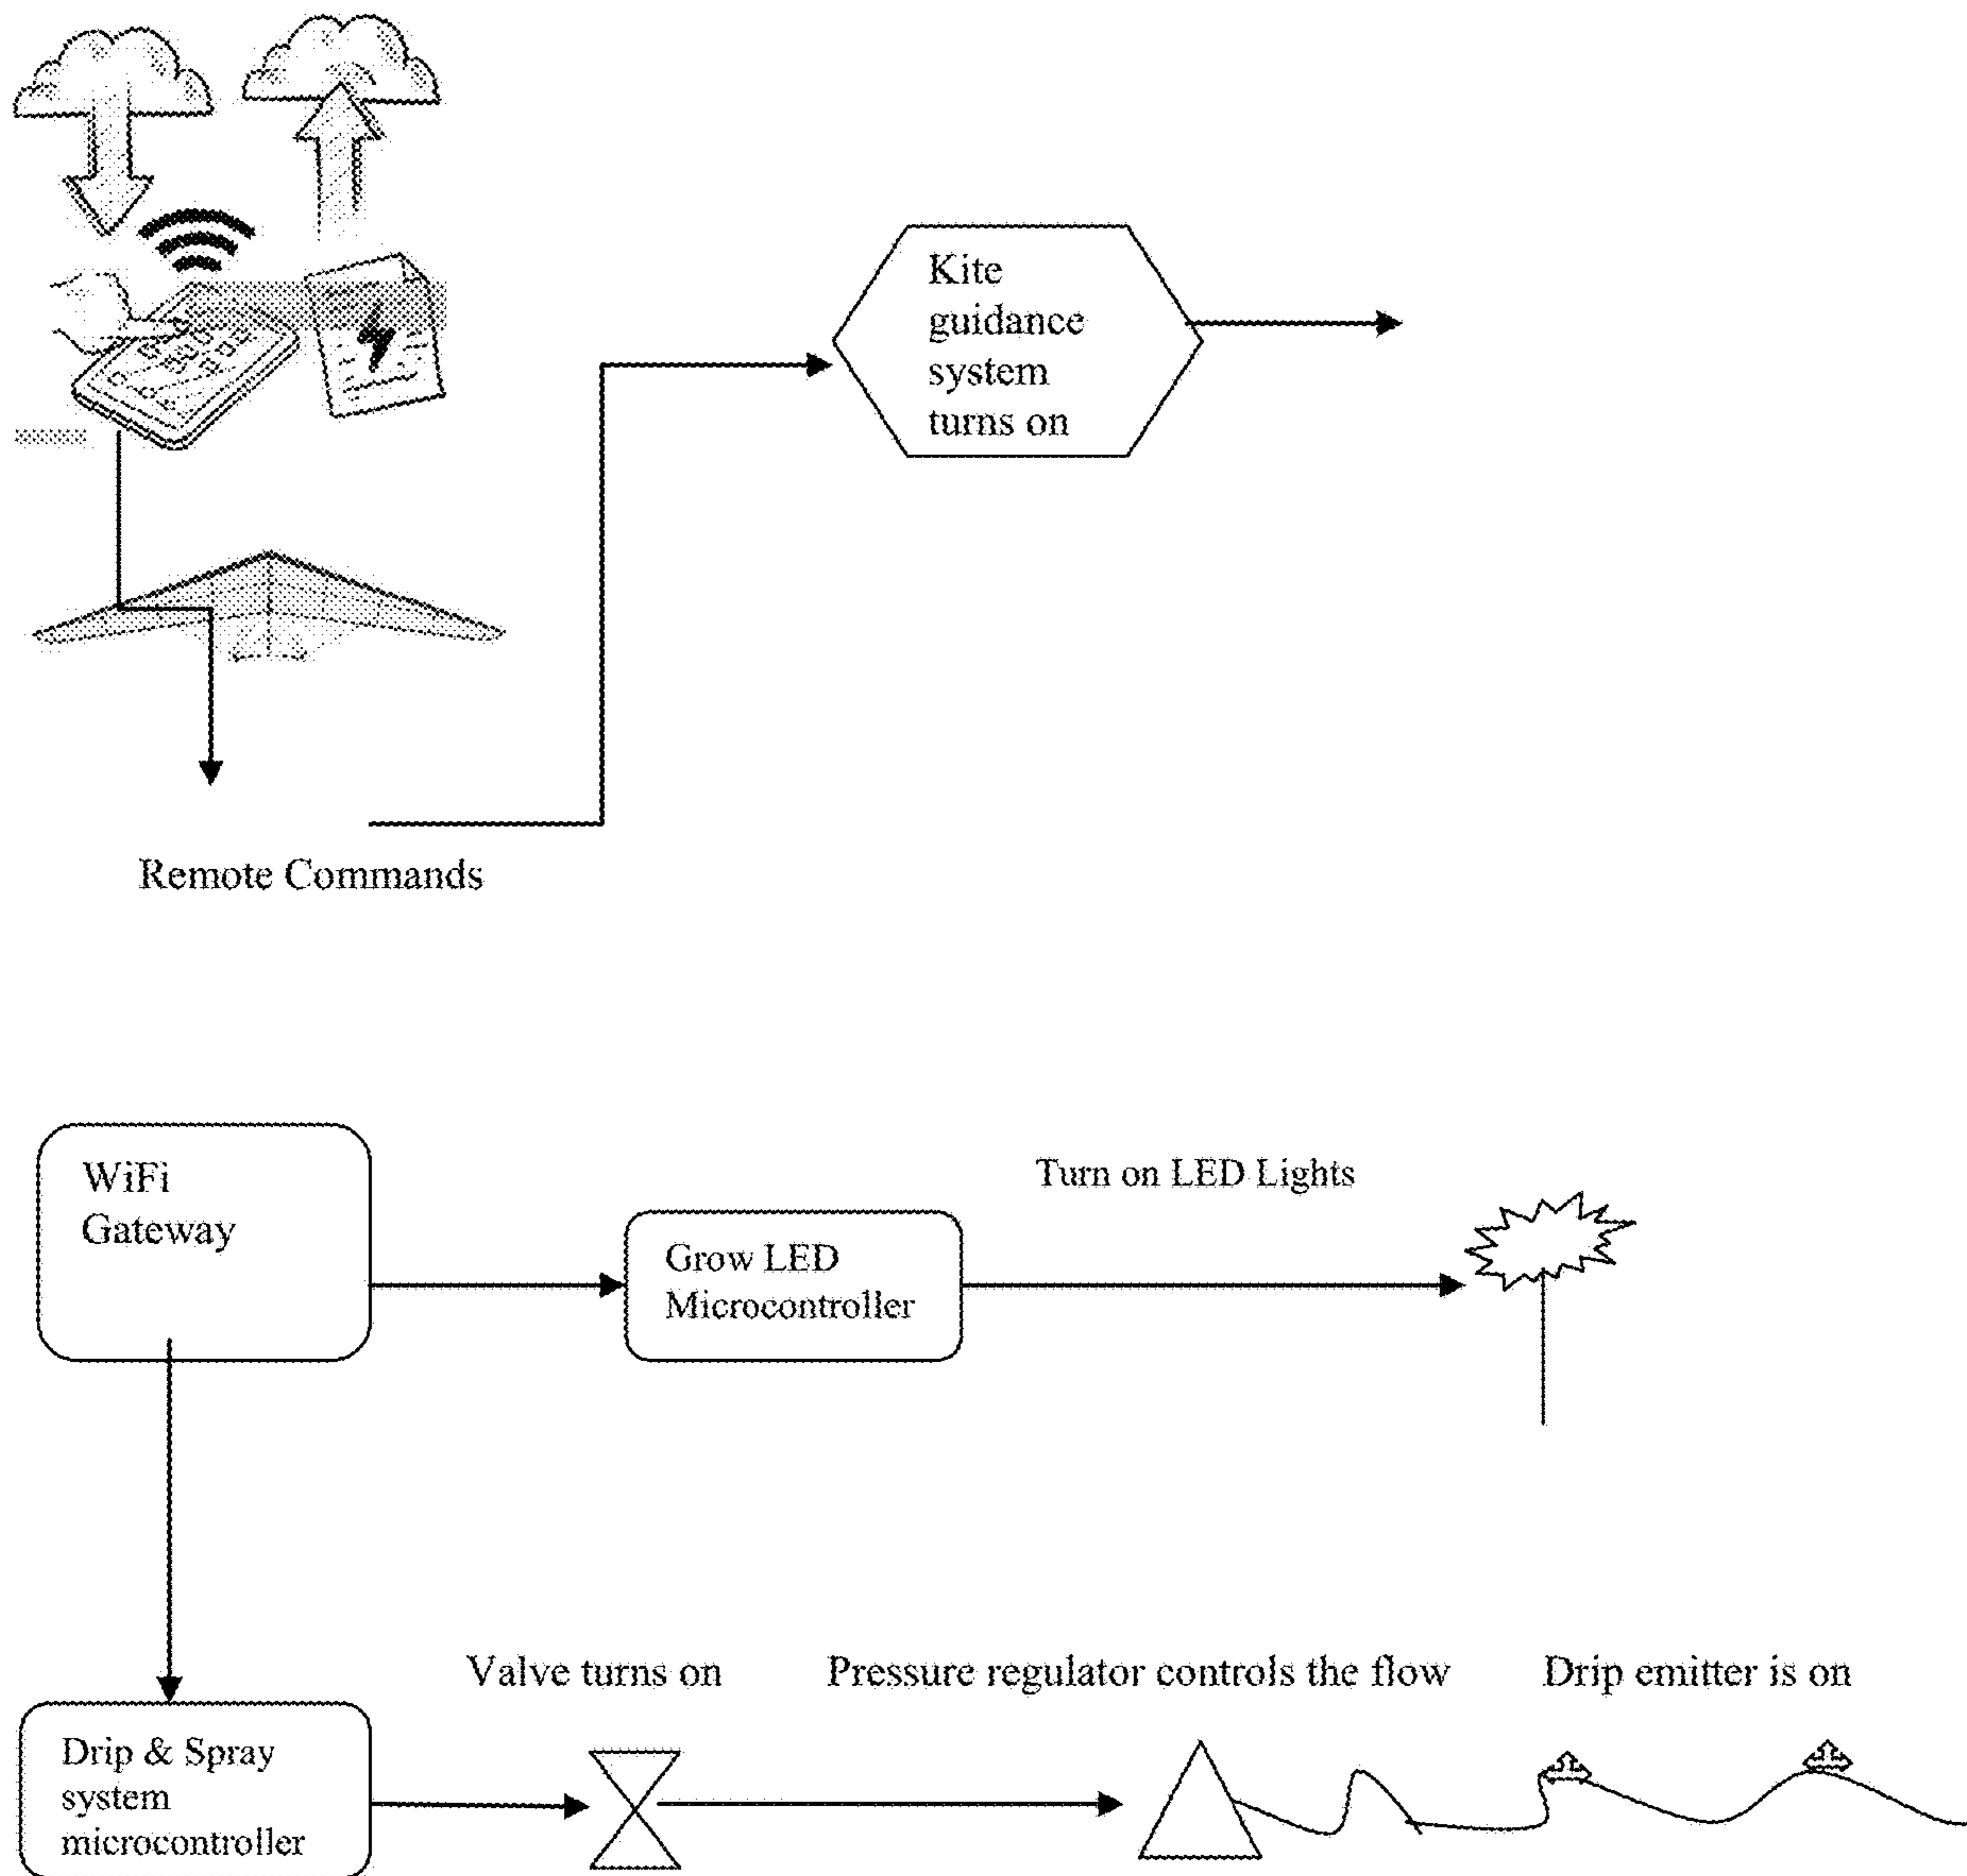 Kite
guidance
system
turns on
Remote Commands
WiFi
Gateway
Turn on LED Lights
Grow LED
Microcontroller
Valve turns on
Pressure regulator controls the flow
Drip emitter is on
Drip & Spray
system
microcontroller